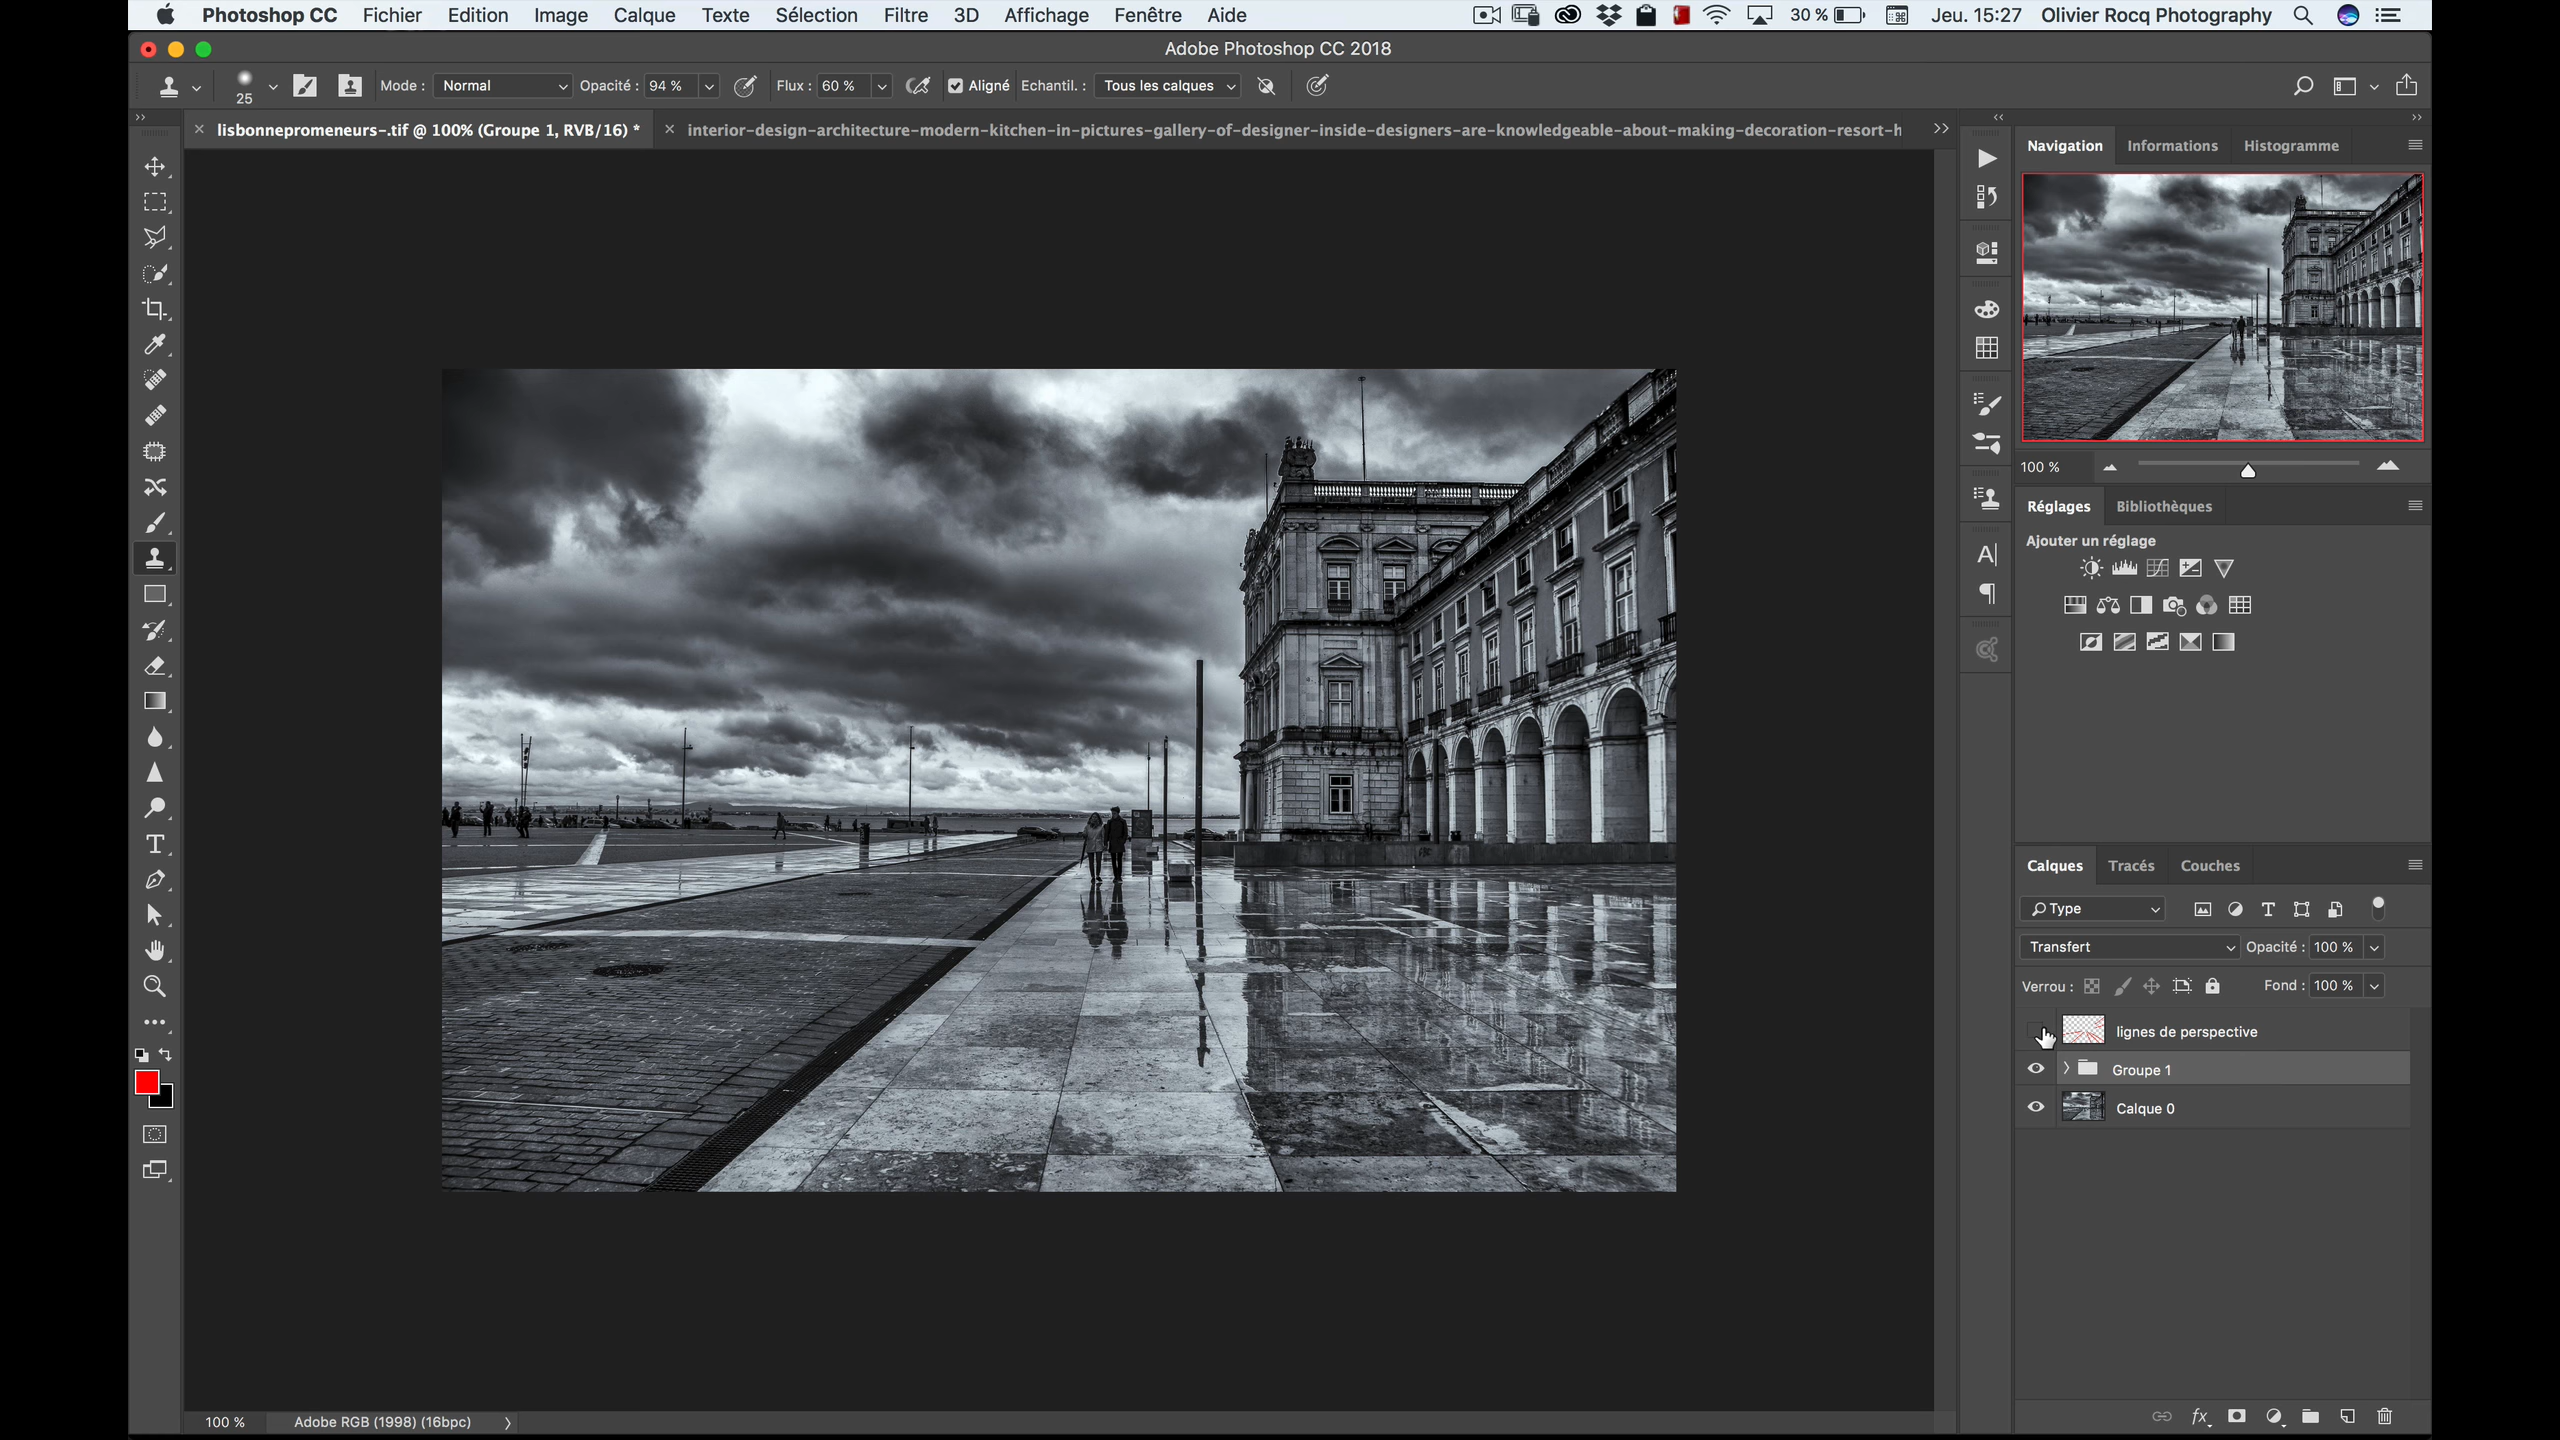 Photoshop CC Fichier Edition Image Calque Texte Sélection Filtre 3D Affichage Fenêtre Aide 30 % Jeu. 15:27 Olivier Rocq Photography
Adobe Photoshop CC 2018
25 Mode : Normal Opacité : 94 % Flux : 60 % Aligné Echantil. : Tous les calques
lisbonnepromeneurs-.tif @ 100% (Groupe 1, RVB/16) * interior-design-architecture-modern-kitchen-in-pictures-gallery-of-designer-inside-designers-are-knowledgeable-about-making-decoration-resort-h
Navigation Informations Histogramme
100 %
Réglages Bibliothèques
Ajouter un réglage
Calques Tracés Couches
Type
Transfert Opacité : 100 %
Verrou : Fond : 100 %
lignes de perspective
Groupe 1
Calque 0
100 % Adobe RGB (1998) (16bpc)